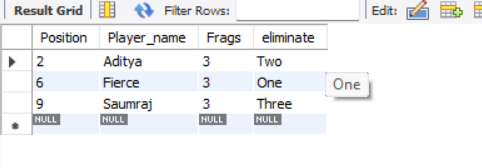 Result Grid Filter Rows: Edit:
Position Player_name Frags eliminate
2 Aditya 3 Two
6 Fierce 3 One
One
9 Saumraj 3 Three
NULL NULL NULL NULL